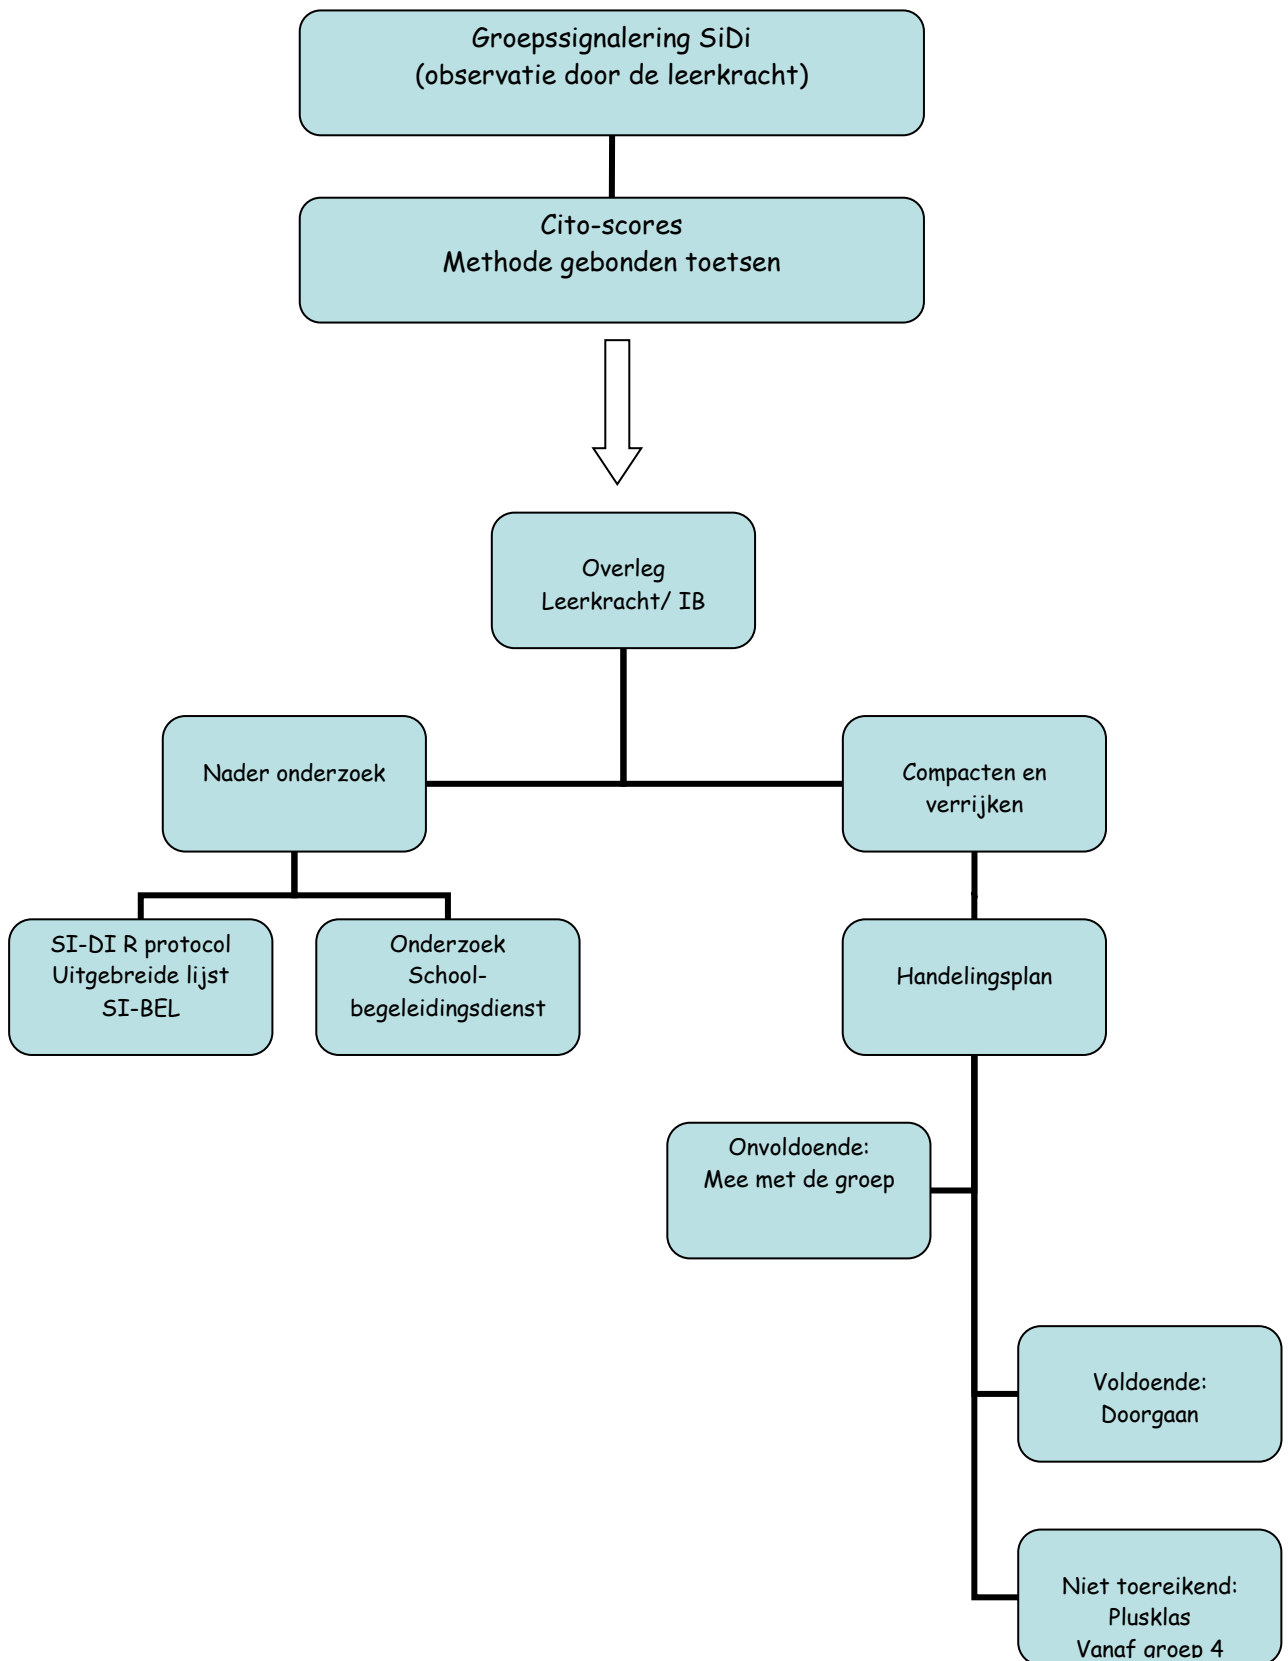 Groepssignalering SiDi
(observatie door de leerkracht)
Cito-scores
Methode gebonden toetsen
Overleg
Leerkracht/ IB
Nader onderzoek
Compacten en
verrijken
SI-DI R protocol
Uitgebreide lijst
SI-BEL
Onderzoek
School-
begeleidingsdienst
Handelingsplan
Onvoldoende:
Mee met de groep
Voldoende:
Doorgaan
Niet toereikend:
Plusklas
Vanaf groep 4